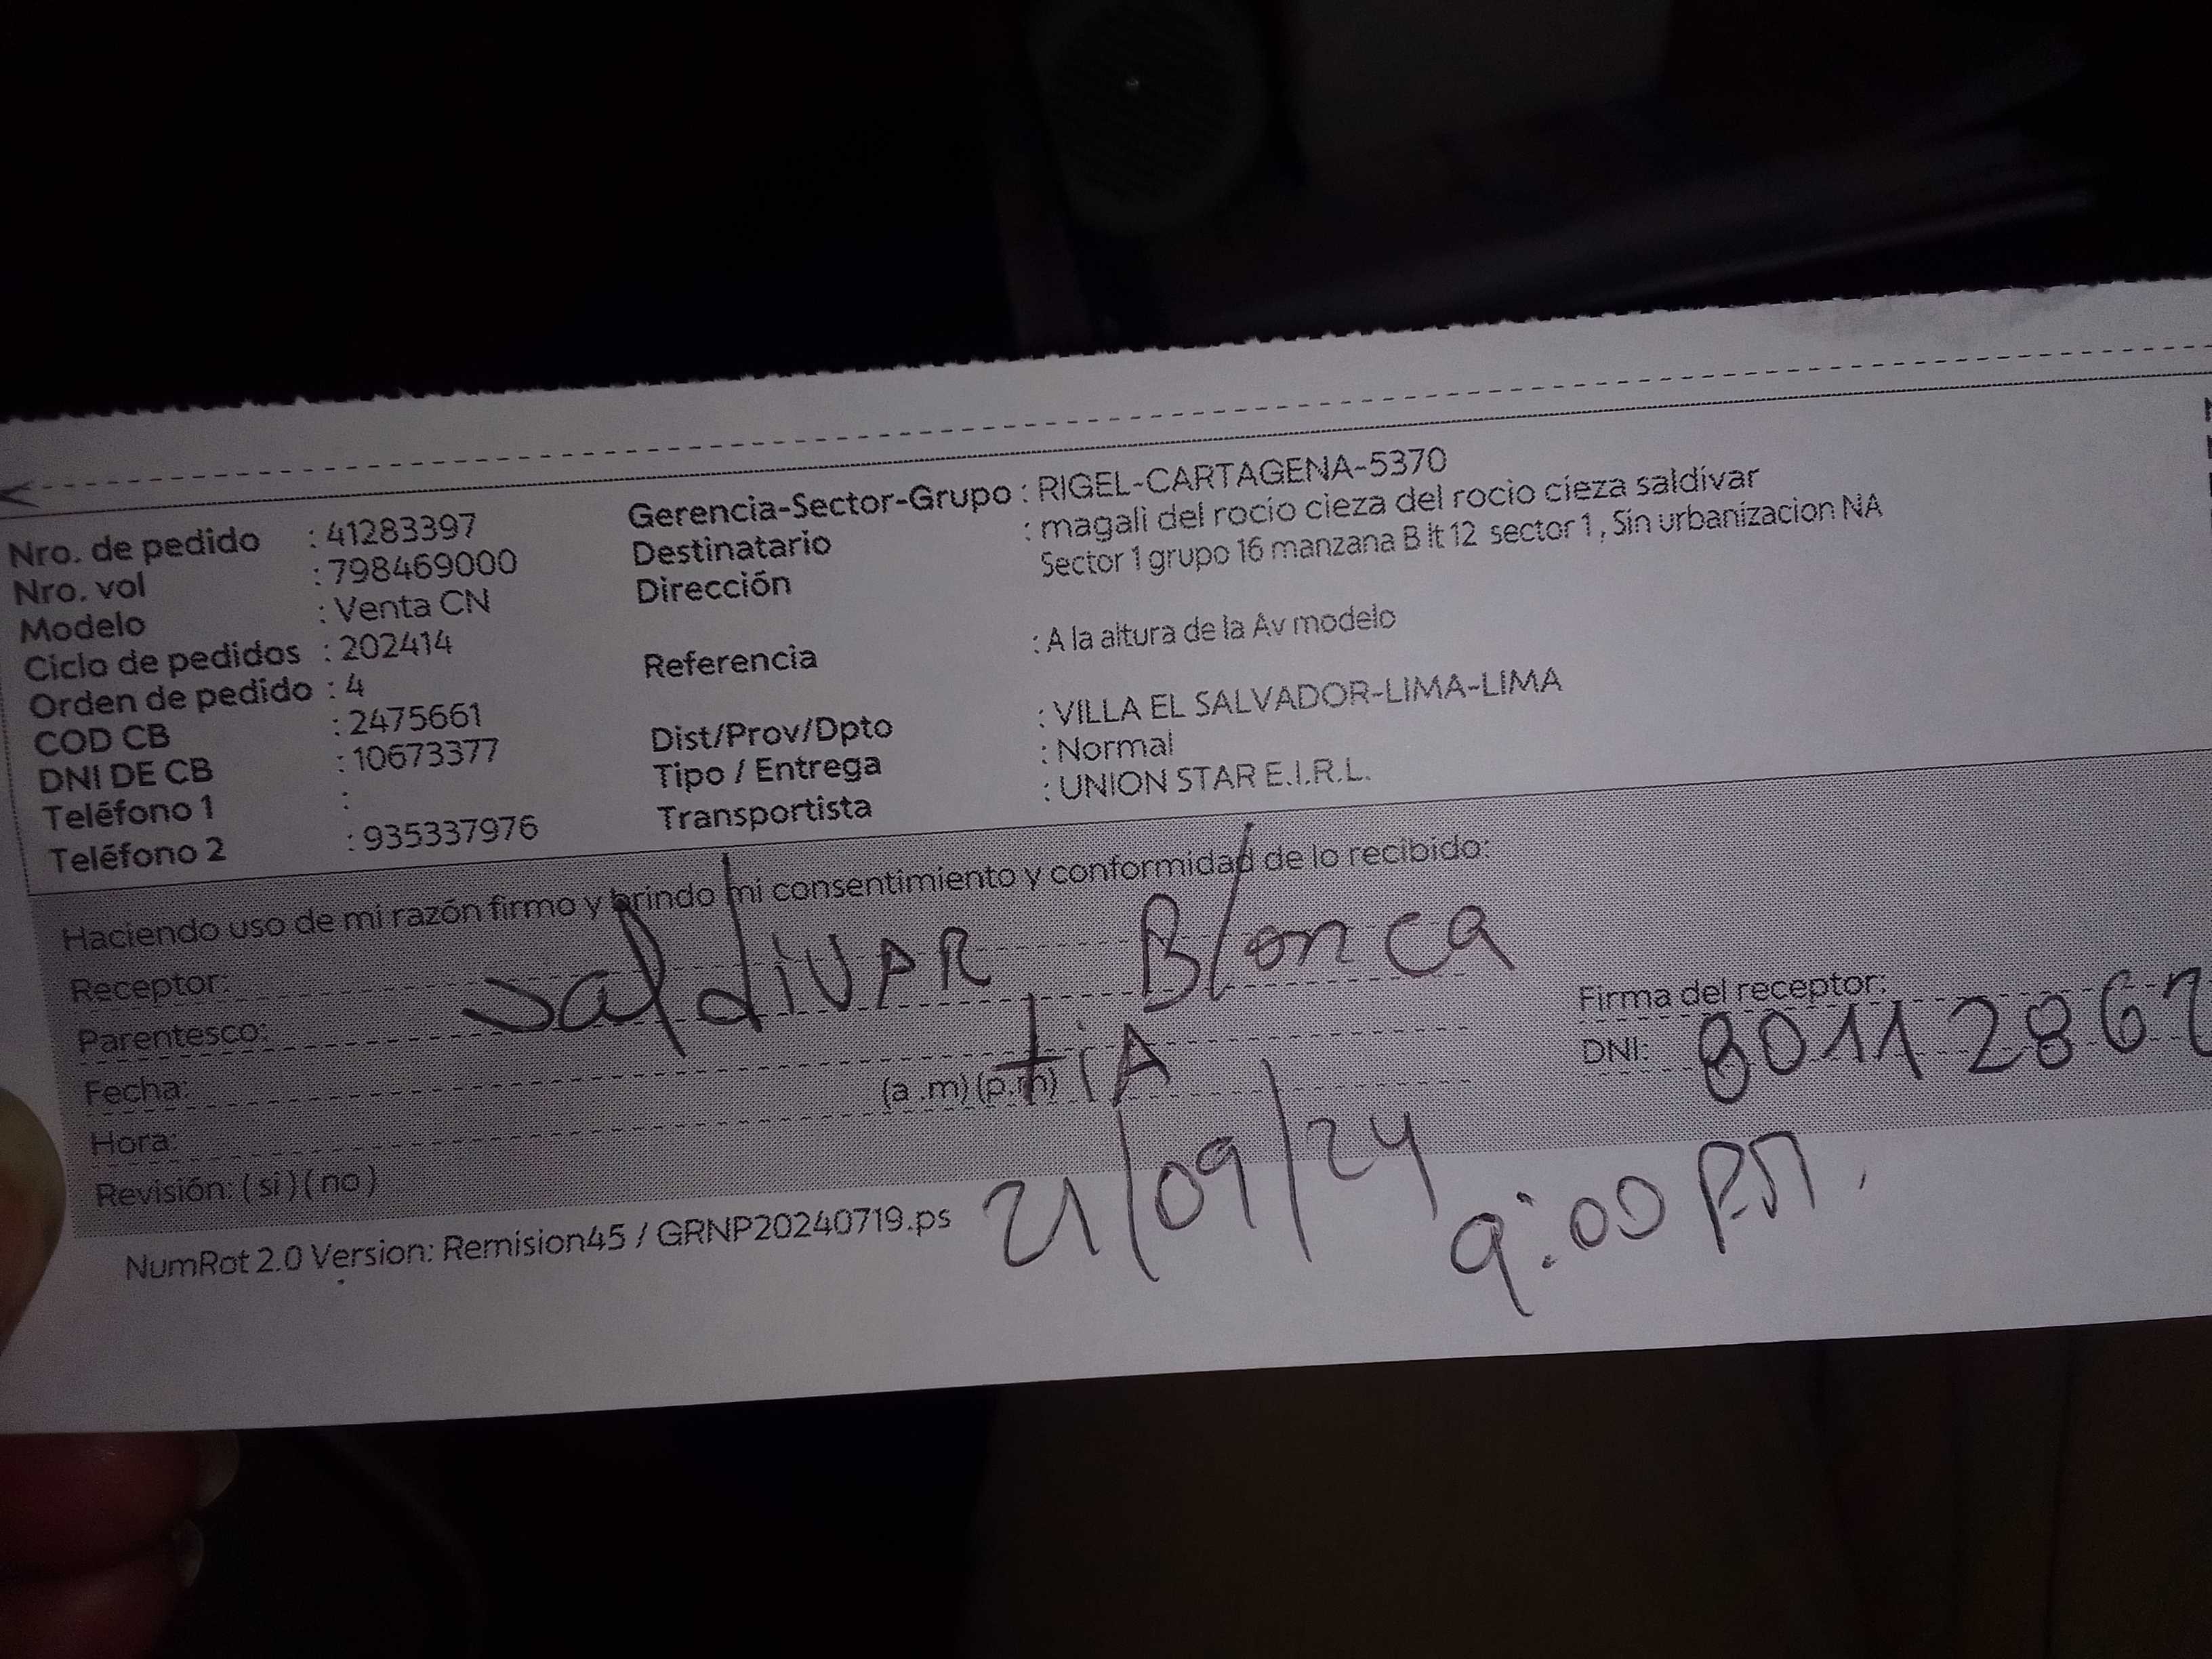 Nro. de pedido : 41283397
Nro. vol : 798469000
Modelo : Venta CN
Ciclo de pedidos : 202414
Orden de pedido : 4
COD CB : 2475661
DNI DE CB : 10673377
Teléfono 1 :
Teléfono 2 : 935337976
Gerencia-Sector-Grupo : RIGEL-CARTAGENA-5370
Destinatario : magali del rocio cieza del rocio cieza saldivar
Dirección Sector 1 grupo 16 manzana B lt 12 sector 1, Sin urbanizacion NA
Referencia : A la altura de la Av modelo
Dist/Prov/Dpto : VILLA EL SALVADOR-LIMA-LIMA
Tipo / Entrega : Normal
Transportista : UNION STAR E.I.R.L.
Haciendo uso de mi razón firmo y brindo mi consentimiento y conformidad de lo recibido:
Receptor: SaldiVAR Blanca
Parentesco: tiA
Fecha: 21/09/24
Hora: (a .m) (p.m) 9:00 P.M.
Revisión: ( si ) ( no )
Firma del receptor:
DNI: 8011286
NumRot 2.0 Version: Remision45 / GRNP20240719.ps